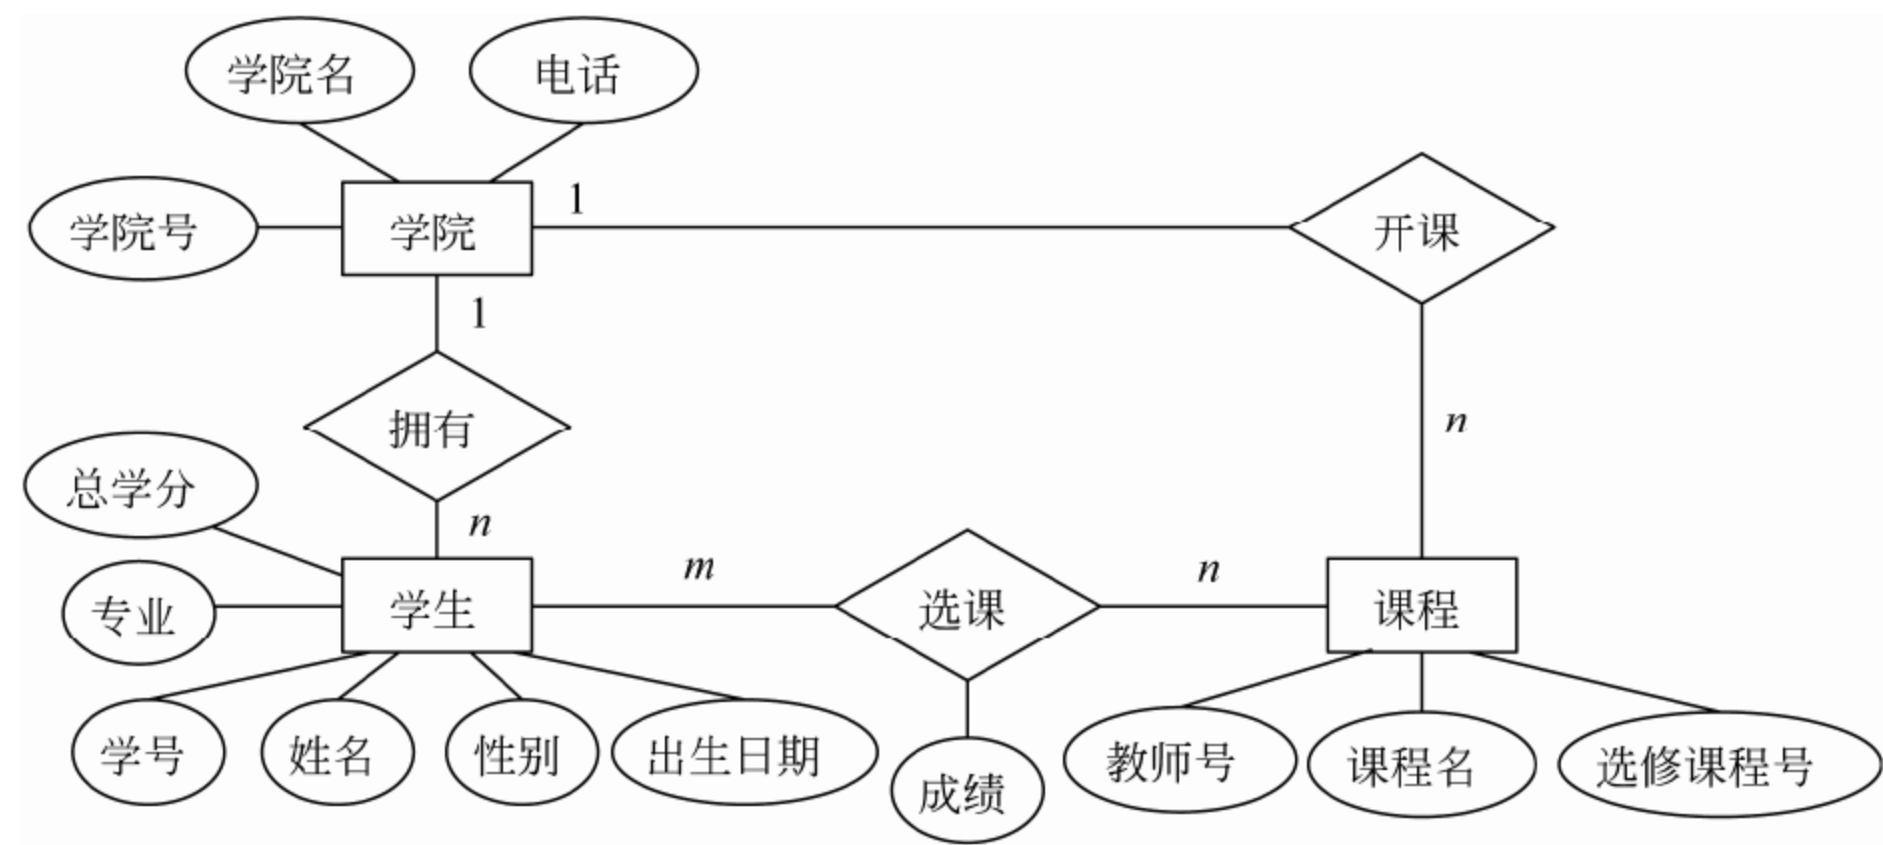 学院名
电话
学院号
学院
1
开课
1
拥有
n
总学分
n
专业
学生
m
选课
n
课程
学号
姓名
性别
出生日期
成绩
教师号
课程名
选修课程号